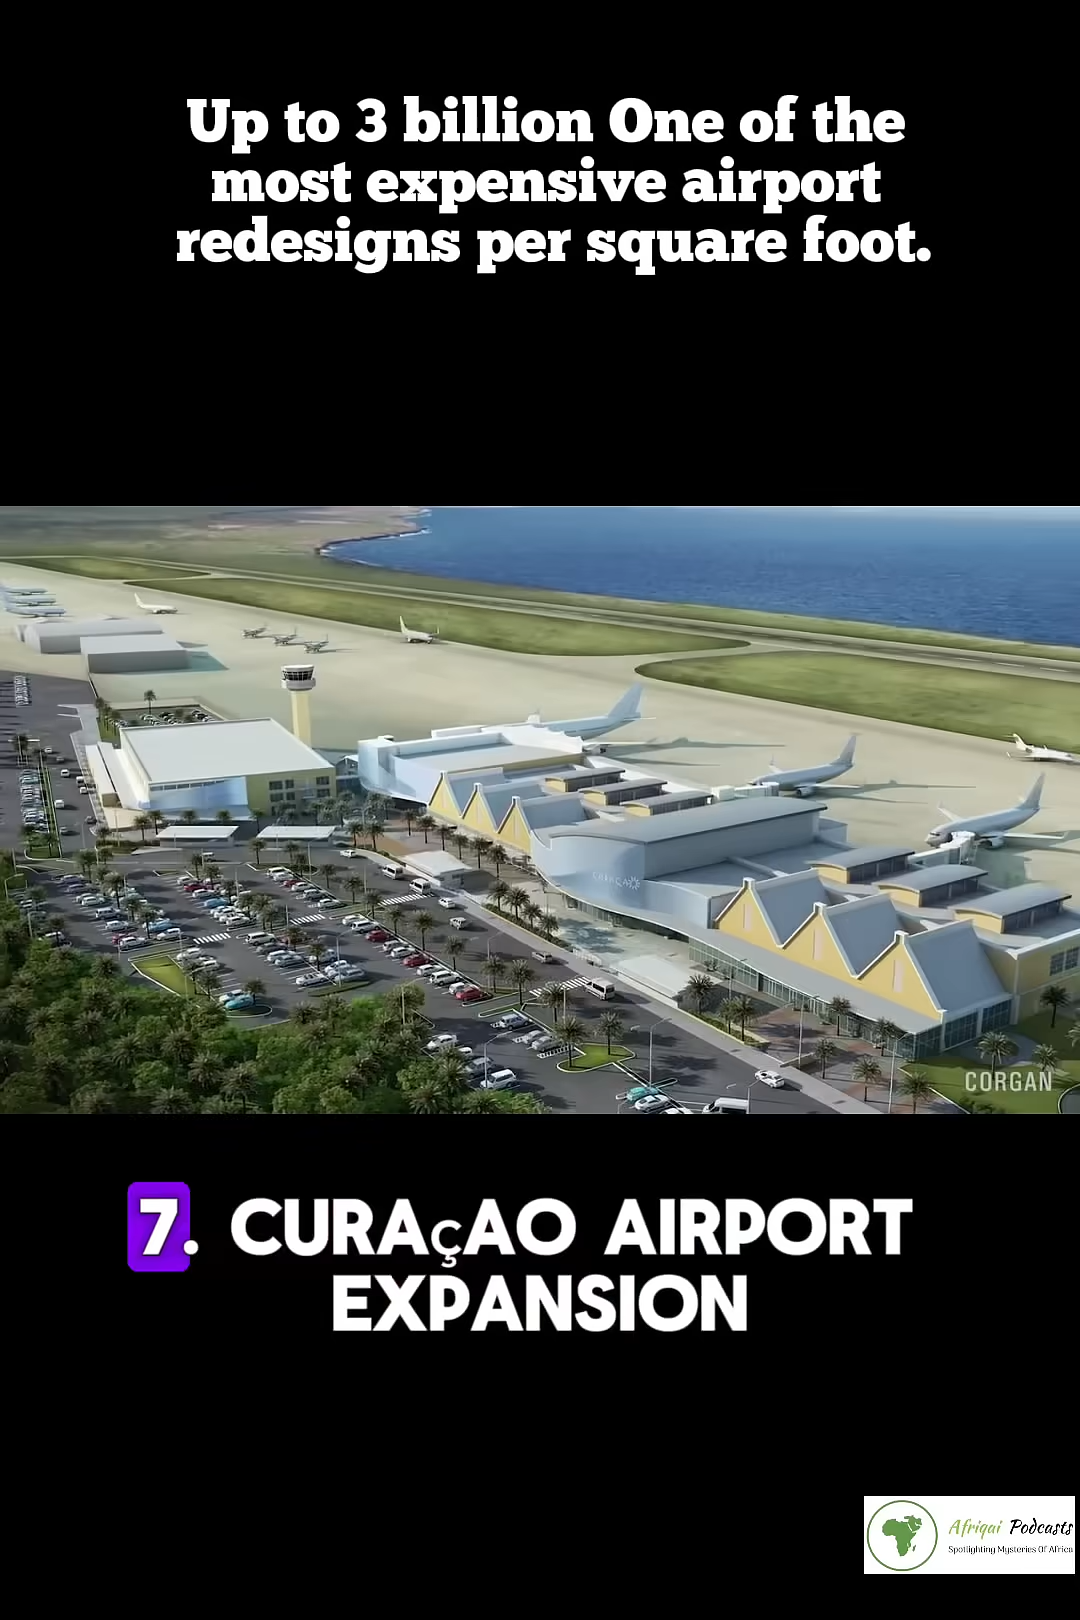 Up to 3 billion One of the
most expensive airport
redesigns per square foot.
CURAÇAO
CORGAN
7. CURAçAO AIRPORT
EXPANSION
Afriqai Podcasts
Spotlighting Mysteries Of Africa